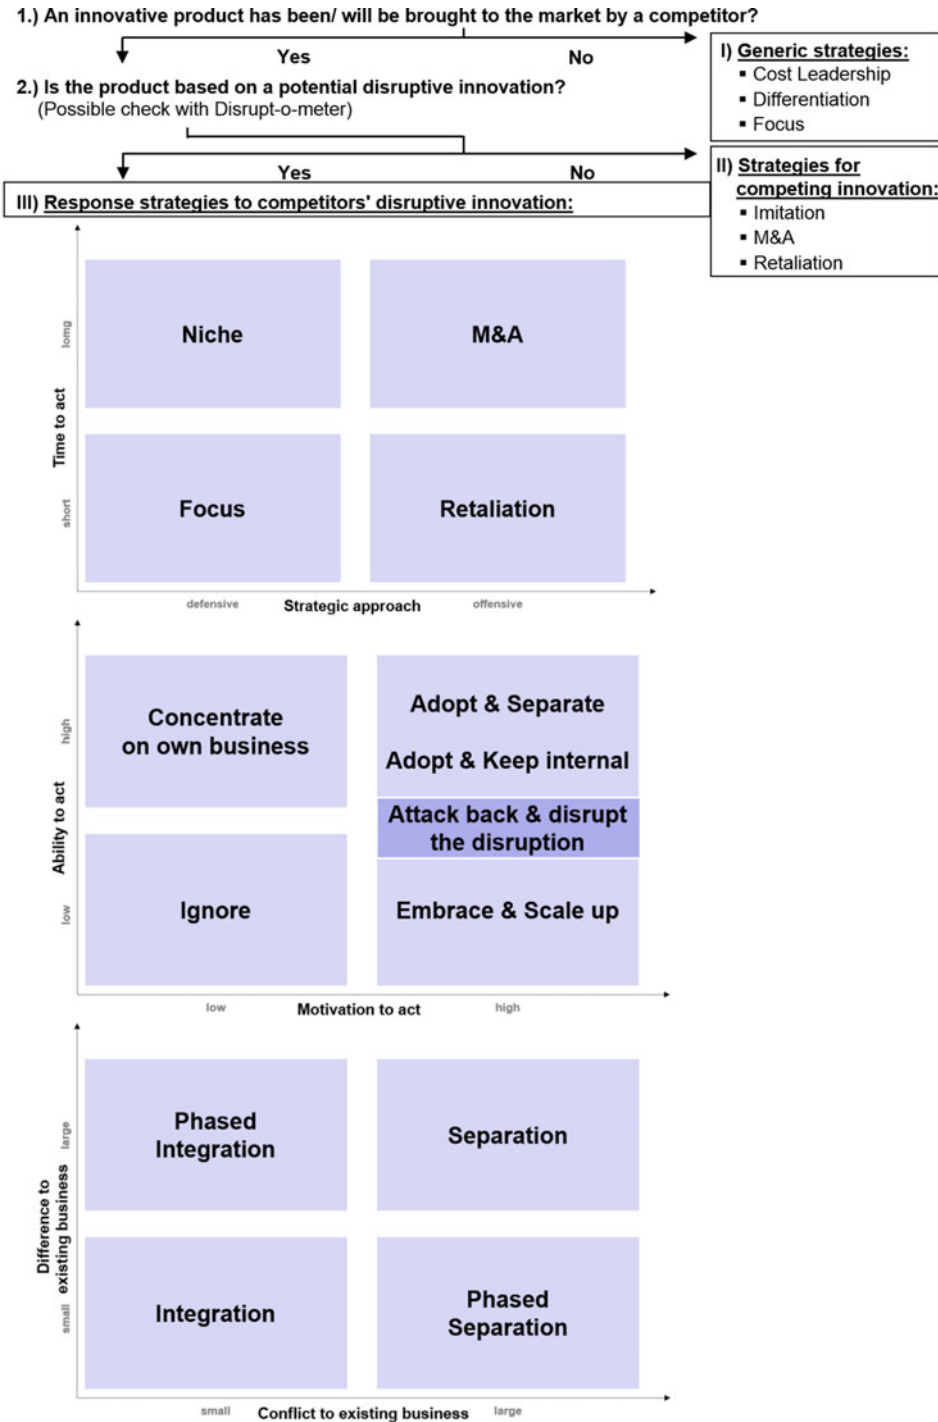 1.) An innovative product has been/ will be brought to the market by a competitor?
Yes
No
I) Generic strategies:
▪ Cost Leadership
▪ Differentiation
▪ Focus
2.) Is the product based on a potential disruptive innovation?
(Possible check with Disrupt-o-meter)
Yes
No
II) Strategies for
competing innovation:
▪ Imitation
▪ M&A
▪ Retaliation
III) Response strategies to competitors' disruptive innovation:
Time to act
lomg
short
Niche
M&A
Focus
Retaliation
defensive
Strategic approach
offensive
Ability to act
high
low
Concentrate
on own business
Adopt & Separate
Adopt & Keep internal
Attack back & disrupt
the disruption
Ignore
Embrace & Scale up
low
Motivation to act
high
Difference to
existing business
large
small
Phased
Integration
Separation
Integration
Phased
Separation
small
Conflict to existing business
large